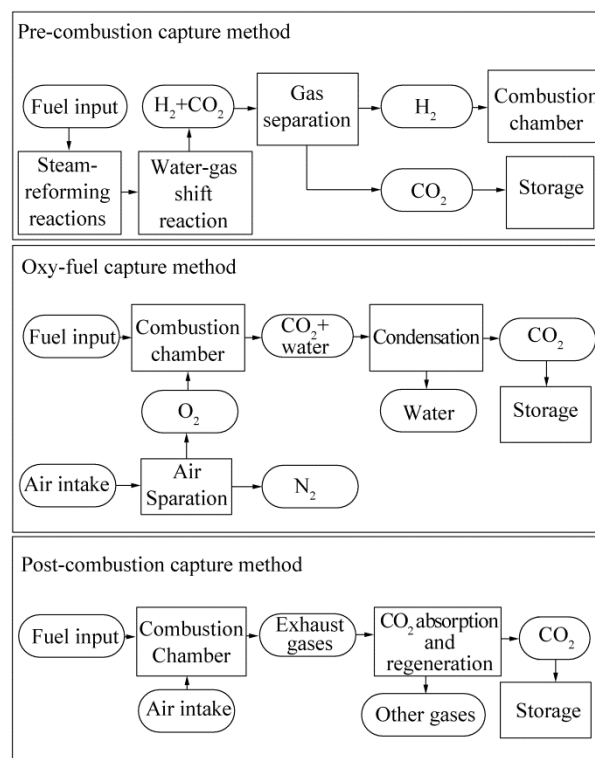 Pre-combustion capture method
Fuel input
H₂+CO₂
Gas
separation
H₂
Combustion
chamber
Steam-
reforming
reactions
Water-gas
shift
reaction
CO₂
Storage
Oxy-fuel capture method
Fuel input
Combustion
chamber
CO₂+
water
Condensation
CO₂
O₂
Water
Storage
Air intake
Air
Sparation
N₂
Post-combustion capture method
Fuel input
Combustion
Chamber
Exhaust
gases
CO₂ absorption
and
regeneration
CO₂
Air intake
Other gases
Storage